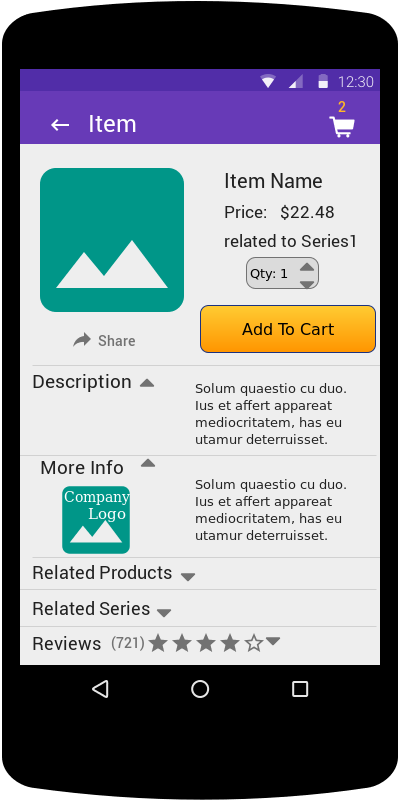 12:30
Item
2
Item Name
Price: $22.48
related to Series1
Qty: 1
Add To Cart
Share
Description
Solum quaestio cu duo.
Ius et affert appareat
mediocritatem, has eu
utamur deterruisset.
More Info
Company
Logo
Solum quaestio cu duo.
Ius et affert appareat
mediocritatem, has eu
utamur deterruisset.
Related Products
Related Series
Reviews (721)